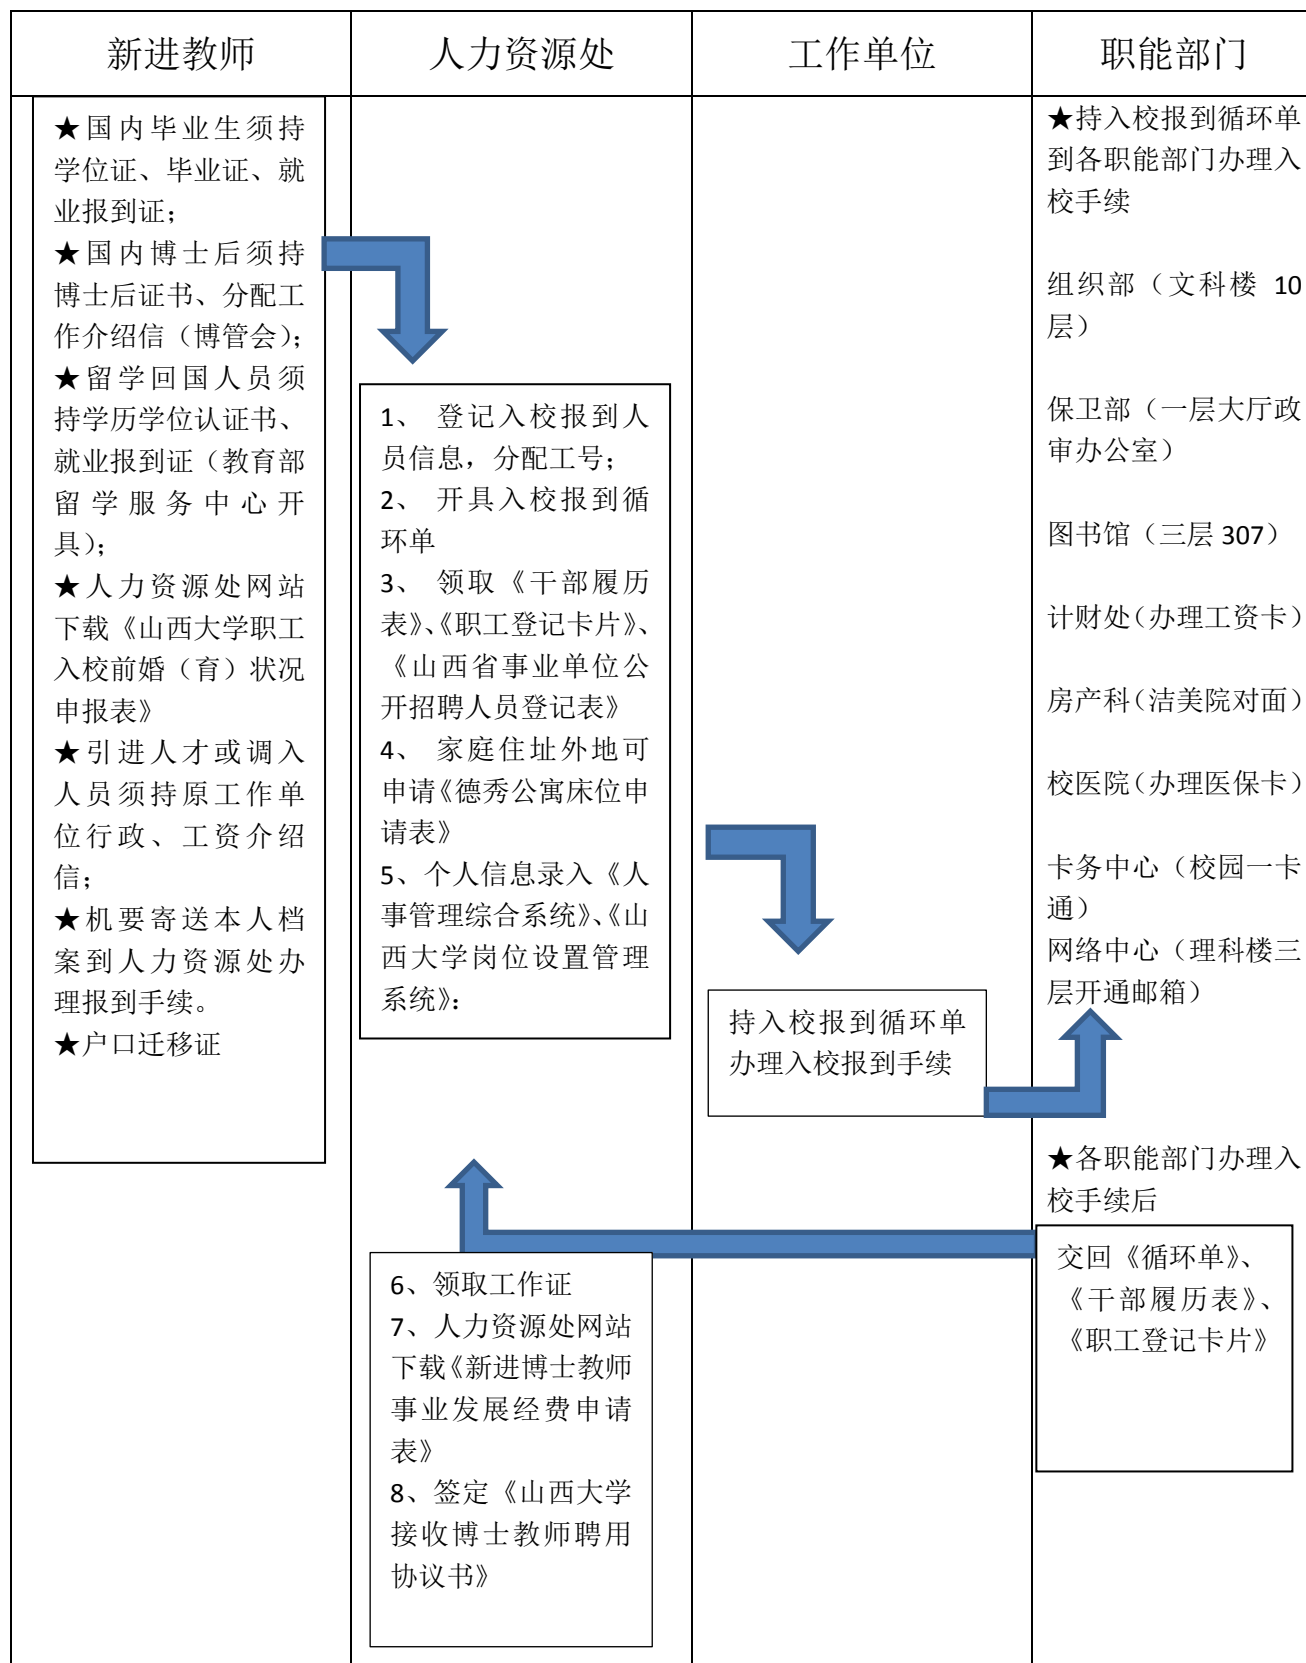 新进教师
人力资源处
工作单位
职能部门
★国内毕业生须持
学位证、毕业证、就
业报到证；
★国内博士后须持
博士后证书、分配工
作介绍信（博管会）；
★留学回国人员须
持学历学位认证书、
就业报到证（教育部
留学服务中心开
具）；
★人力资源处网站
下载《山西大学职工
入校前婚（育）状况
申报表》
★引进人才或调入
人员须持原工作单
位行政、工资介绍
信；
★机要寄送本人档
案到人力资源处办
理报到手续。
★户口迁移证
1、 登记入校报到人
员信息，分配工号；
2、 开具入校报到循
环单
3、 领取《干部履历
表》、《职工登记卡片》、
《山西省事业单位公
开招聘人员登记表》
4、 家庭住址外地可
申请《德秀公寓床位申
请表》
5、个人信息录入《人
事管理综合系统》、《山
西大学岗位设置管理
系统》：
持入校报到循环单
办理入校报到手续
★持入校报到循环单
到各职能部门办理入
校手续
组织部（文科楼 10
层）
保卫部（一层大厅政
审办公室）
图书馆（三层 307）
计财处（办理工资卡）
房产科（洁美院对面）
校医院（办理医保卡）
卡务中心（校园一卡
通）
网络中心（理科楼三
层开通邮箱）
★各职能部门办理入
校手续后
交回《循环单》、
《干部履历表》、
《职工登记卡片》
6、领取工作证
7、人力资源处网站
下载《新进博士教师
事业发展经费申请
表》
8、签定《山西大学
接收博士教师聘用
协议书》